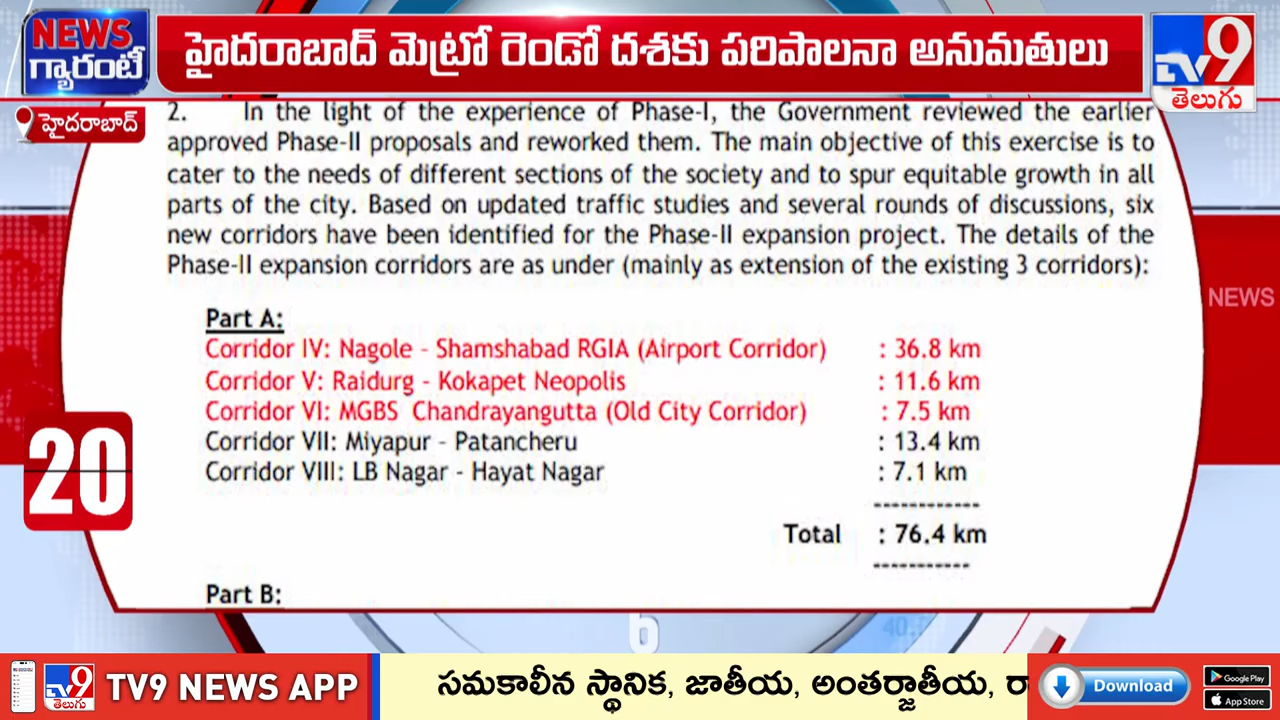 NEWS
గ్యారంటీ
హైదరాబాద్ మెట్రో రెండో దశకు పరిపాలనా అనుమతులు
TV9
తెలుగు
హైదరాబాద్
2. In the light of the experience of Phase-I, the Government reviewed the earlier
approved Phase-II proposals and reworked them. The main objective of this exercise is to
cater to the needs of different sections of the society and to spur equitable growth in all
parts of the city. Based on updated traffic studies and several rounds of discussions, six
new corridors have been identified for the Phase-II expansion project. The details of the
Phase-II expansion corridors are as under (mainly as extension of the existing 3 corridors):
NEWS
Part A:
Corridor IV: Nagole - Shamshabad RGIA (Airport Corridor) : 36.8 km
Corridor V: Raidurg - Kokapet Neopolis : 11.6 km
Corridor VI: MGBS Chandrayangutta (Old City Corridor) : 7.5 km
Corridor VII: Miyapur - Patancheru : 13.4 km
Corridor VIII: LB Nagar - Hayat Nagar : 7.1 km
20
Total : 76.4 km
Part B:
6
TV9
తెలుగు
TV9 NEWS APP
సమకాలీన స్థానిక, జాతీయ, అంతర్జాతీయ,
Download
Google Play
App Store